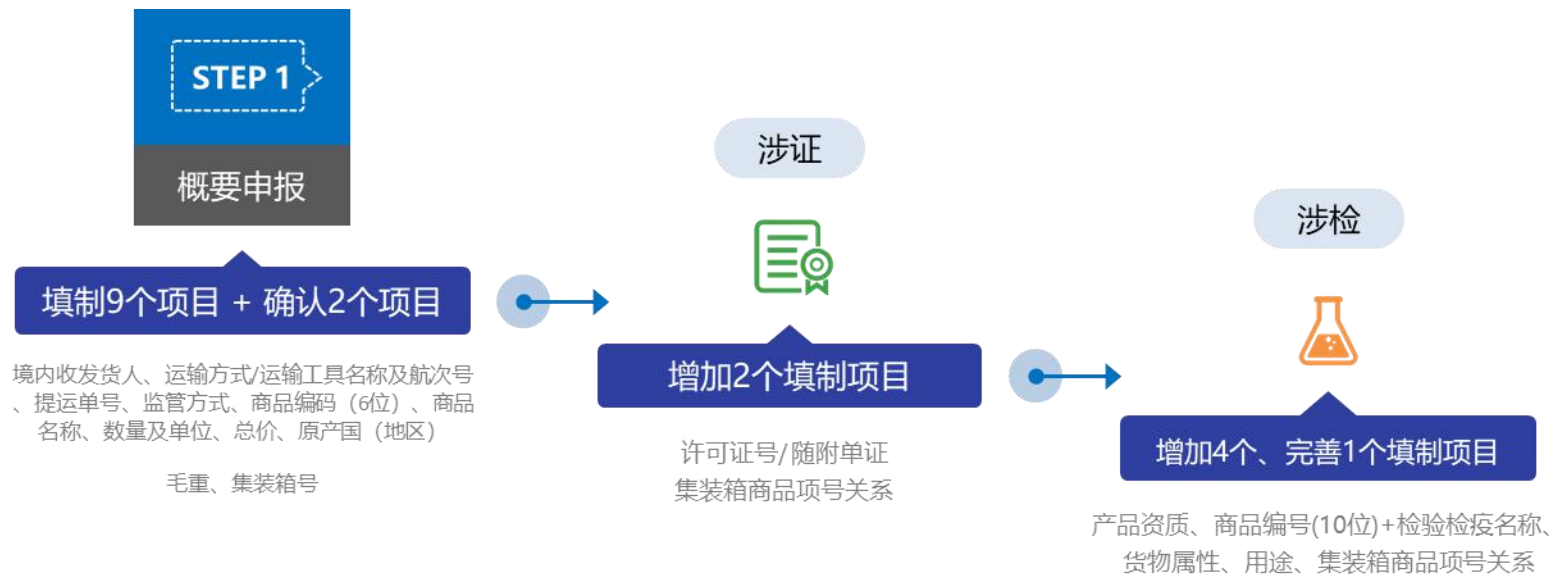 STEP 1
概要申报
填制9个项目 + 确认2个项目
境内收发货人、运输方式/运输工具名称及航次号
、提运单号、监管方式、商品编码（6位）、商品
名称、数量及单位、总价、原产国（地区）
毛重、集装箱号
涉证
增加2个填制项目
许可证号/随附单证
集装箱商品项号关系
涉检
增加4个、完善1个填制项目
产品资质、商品编号(10位)+检验检疫名称、
货物属性、用途、集装箱商品项号关系